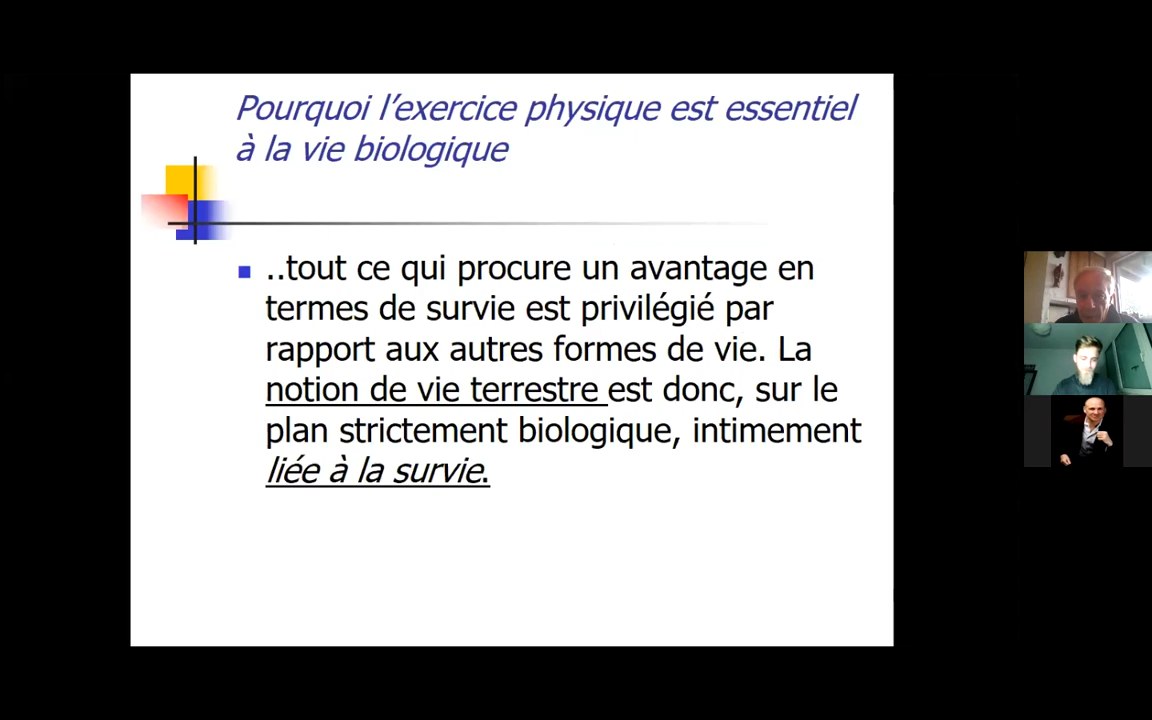 Pourquoi l’exercice physique est essentiel
à la vie biologique
..tout ce qui procure un avantage en
termes de survie est privilégié par
rapport aux autres formes de vie. La
notion de vie terrestre est donc, sur le
plan strictement biologique, intimement
liée à la survie.